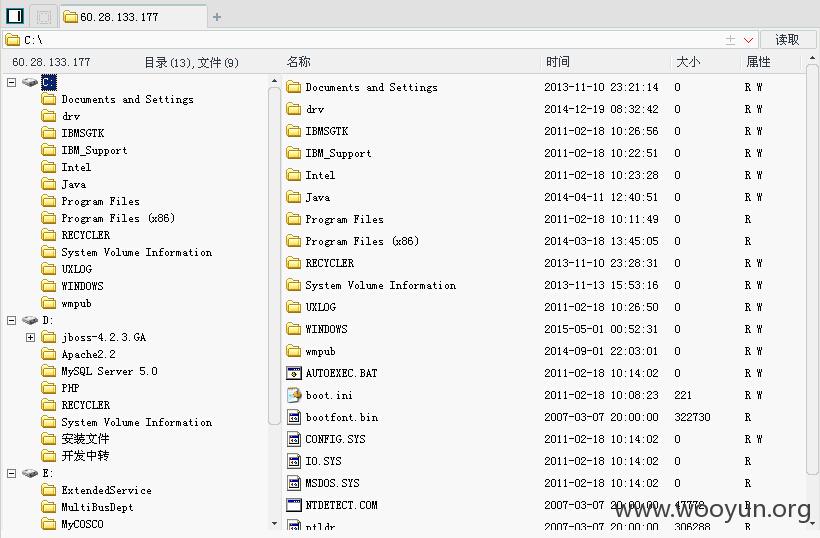 60.28.133.177
C:\
读取
60.28.133.177 目录(13),文件(9)
名称 时间 大小 属性
C:
Documents and Settings
drv
IBMSGTK
IBM_Support
Intel
Java
Program Files
Program Files (x86)
RECYCLER
System Volume Information
UXLOG
WINDOWS
wmpub
D:
jboss-4.2.3.GA
Apache2.2
MySQL Server 5.0
PHP
RECYCLER
System Volume Information
安装文件
开发中转
E:
ExtendedService
MultiBusDept
MyCOSCO
Documents and Settings 2013-11-10 23:21:14 0 R W
drv 2014-12-19 08:32:42 0 R W
IBMSGTK 2011-02-18 10:26:56 0 R W
IBM_Support 2011-02-18 10:22:51 0 R W
Intel 2011-02-18 10:23:28 0 R W
Java 2014-04-11 12:40:51 0 R W
Program Files 2011-02-18 10:11:49 0 R
Program Files (x86) 2014-03-18 13:45:05 0 R
RECYCLER 2013-11-10 23:28:31 0 R W
System Volume Information 2013-11-13 15:53:16 0 R W
UXLOG 2011-02-18 10:26:50 0 R W
WINDOWS 2015-05-01 00:52:31 0 R W
wmpub 2014-09-01 22:03:01 0 R W
AUTOEXEC.BAT 2011-02-18 10:14:02 0 R W
boot.ini 2011-02-18 10:08:23 221 R W
bootfont.bin 2007-03-07 20:00:00 322730 R
CONFIG.SYS 2011-02-18 10:14:02 0 R W
IO.SYS 2011-02-18 10:14:02 0 R
MSDOS.SYS 2011-02-18 10:14:02 0 R
NTDETECT.COM 2007-03-07 20:00:00 47772 R
ntldr 2007-03-07 20:00:00 306288 R
www.wooyun.org